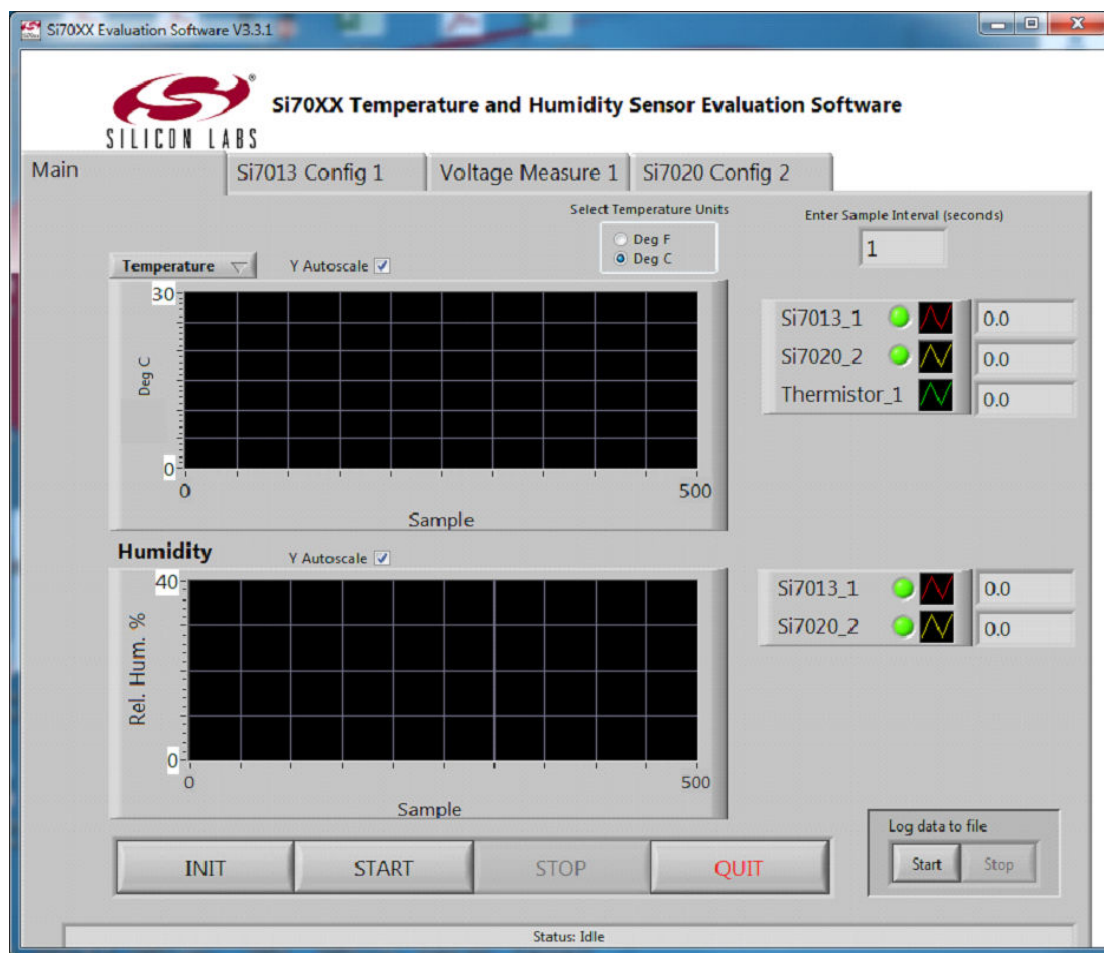 Si70XX Evaluation Software V3.3.1
SILICON LABS®
Si70XX Temperature and Humidity Sensor Evaluation Software
Main
Si7013 Config 1
Voltage Measure 1
Si7020 Config 2
Select Temperature Units
Deg F
Deg C
Enter Sample Interval (seconds)
1
Temperature
Y Autoscale
30
Deg C
0
0
500
Sample
Si7013_1 0.0
Si7020_2 0.0
Thermistor_1 0.0
Humidity
Y Autoscale
40
Rel. Hum. %
0
0
500
Sample
Si7013_1 0.0
Si7020_2 0.0
INIT
START
STOP
QUIT
Log data to file
Start
Stop
Status: Idle